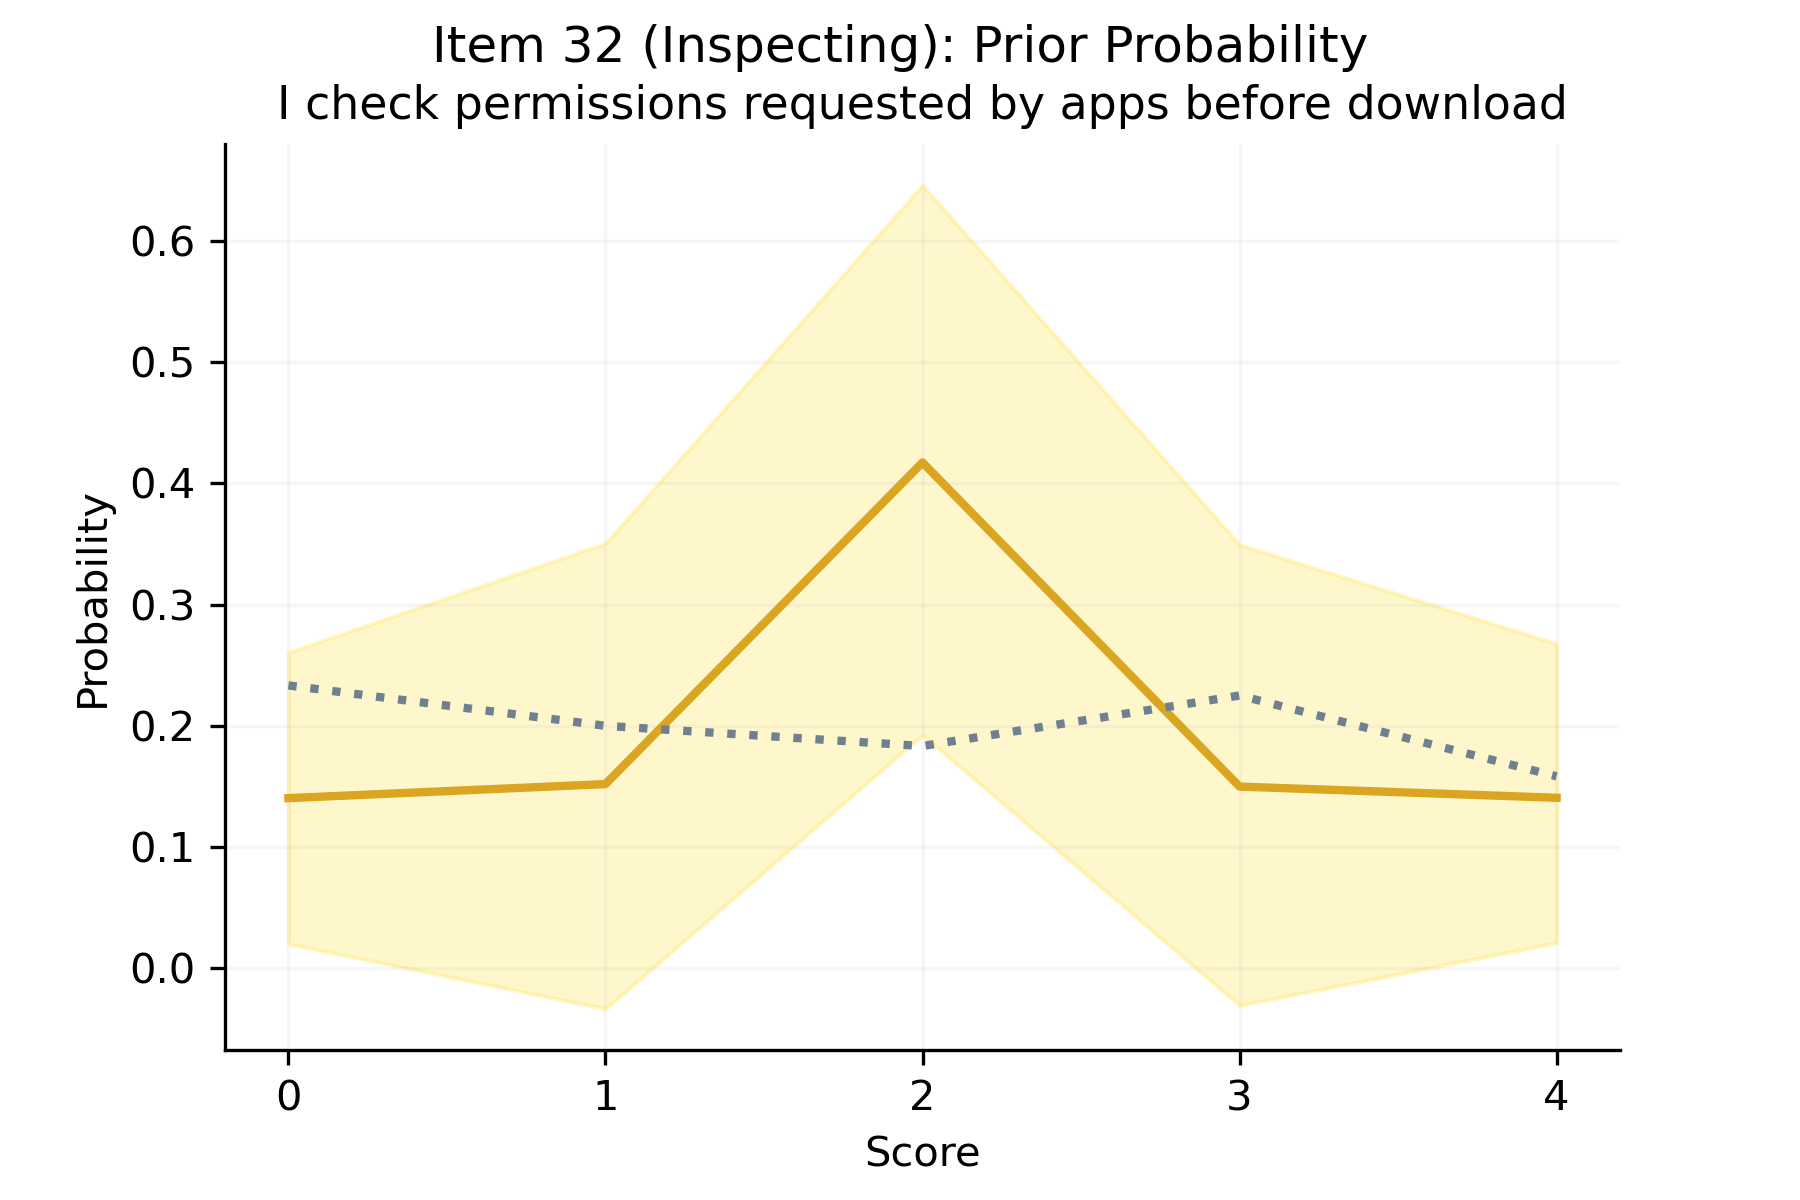 Item 32 (Inspecting): Prior Probability
I check permissions requested by apps before download
0.6
0.5
0.4
0.3
0.2
0.1
0.0
Probability
0 1 2 3 4
Score